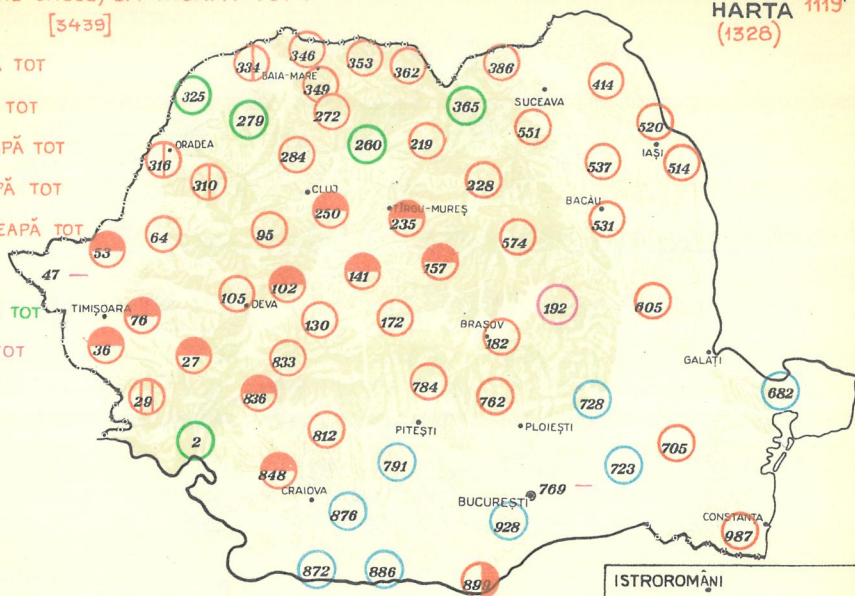 [3439]
HARTA 1119
(1328)
TOT
TOT
TOT
TOT
EAPĂ TOT
TOT
TOT
334
346
353
362
386
414
BAIA-MARE
349
325
279
272
365
SUCEAVA
551
520
IAȘI
514
ORADEA
316
310
284
260
219
228
537
CLUJ
250
TÎRGU-MUREȘ
235
BACĂU
531
64
95
574
53
47 —
141
157
102
105
DEVA
TIMIȘOARA
76
130
172
192
605
BRAȘOV
182
36
27
833
GALAȚI
29
836
784
762
728
682
2
812
PITEȘTI
PLOIEȘTI
705
791
723
848
CRAIOVA
876
769 —
BUCUREȘTI
928
CONSTANȚA
987
872
886
899
ISTROROMÂNI